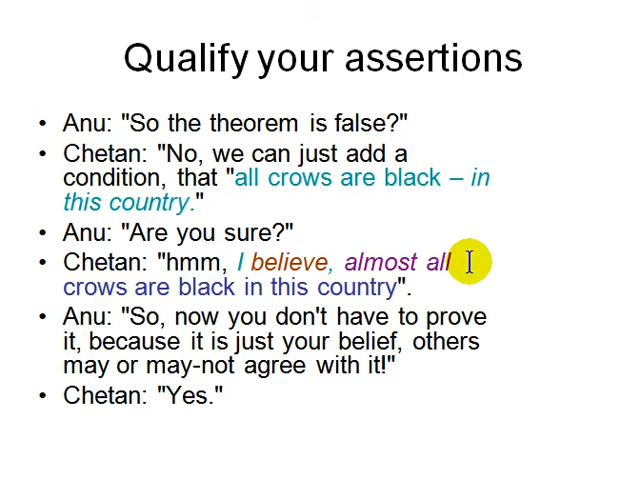 Qualify your assertions
• Anu: "So the theorem is false?"
• Chetan: "No, we can just add a
condition, that "all crows are black – in
this country."
• Anu: "Are you sure?"
• Chetan: "hmm, I believe, almost all
crows are black in this country".
• Anu: "So, now you don't have to prove
it, because it is just your belief, others
may or may-not agree with it!"
• Chetan: "Yes."